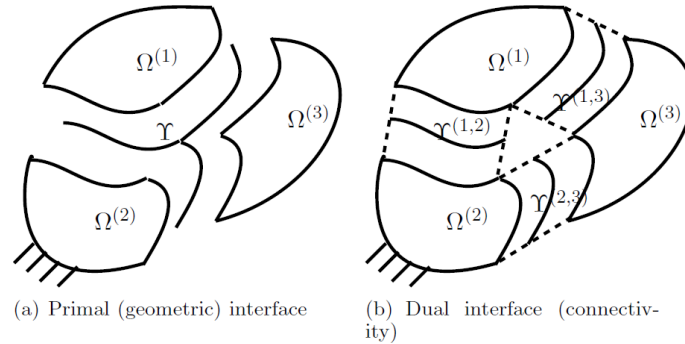 Ω(1)
Υ
Ω(3)
Ω(2)
(a) Primal (geometric) interface
Ω(1)
Υ(1,3)
Υ(1,2)
Ω(3)
Ω(2)
Υ(2,3)
(b) Dual interface (connectiv-
ity)